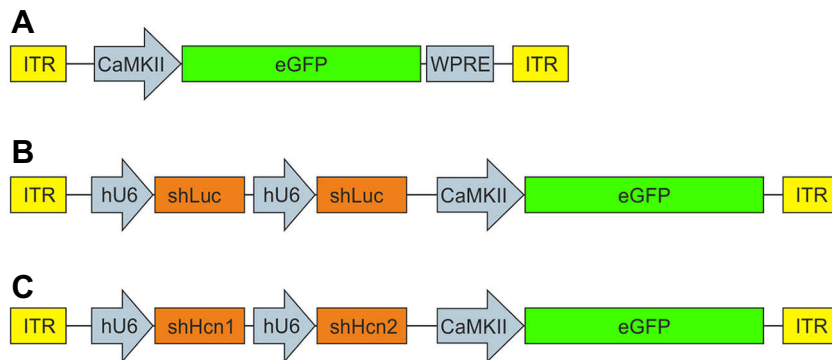 A
ITR CaMKII eGFP WPRE ITR
B
ITR hU6 shLuc hU6 shLuc CaMKII eGFP ITR
C
ITR hU6 shHcn1 hU6 shHcn2 CaMKII eGFP ITR